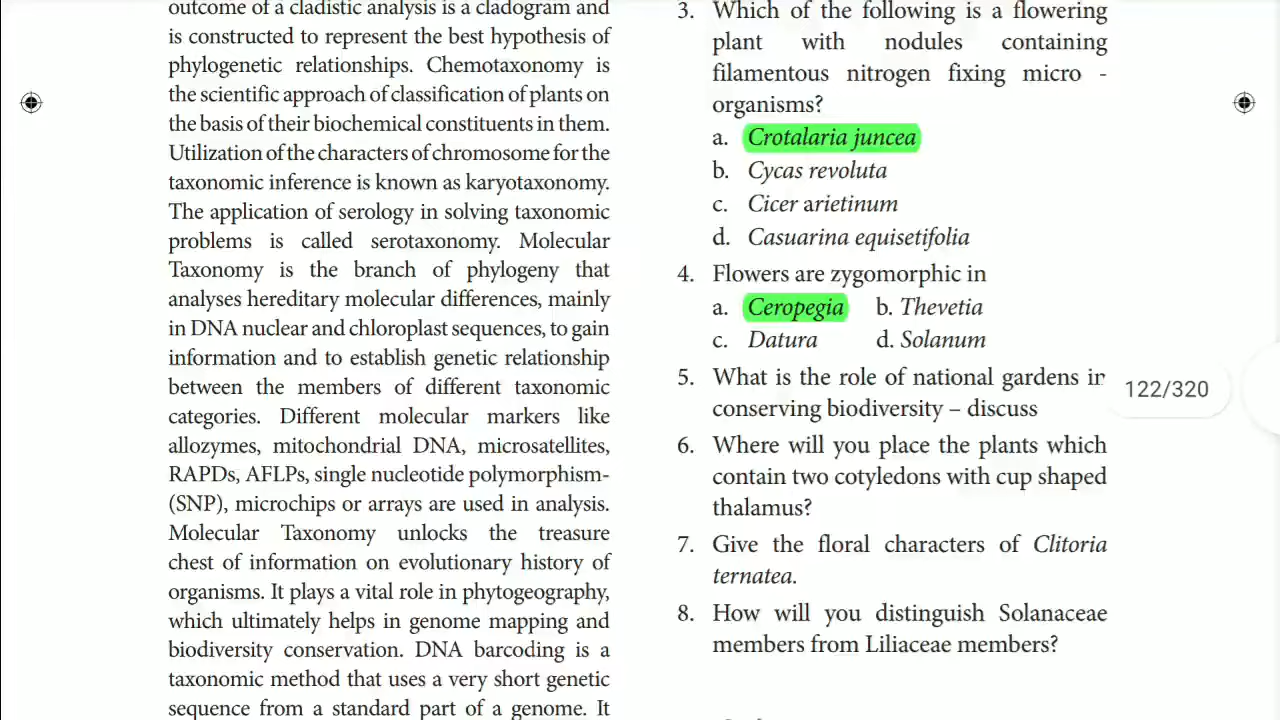 outcome of a cladistic analysis is a cladogram and
is constructed to represent the best hypothesis of
phylogenetic relationships. Chemotaxonomy is
the scientific approach of classification of plants on
the basis of their biochemical constituents in them.
Utilization of the characters of chromosome for the
taxonomic inference is known as karyotaxonomy.
The application of serology in solving taxonomic
problems is called serotaxonomy. Molecular
Taxonomy is the branch of phylogeny that
analyses hereditary molecular differences, mainly
in DNA nuclear and chloroplast sequences, to gain
information and to establish genetic relationship
between the members of different taxonomic
categories. Different molecular markers like
allozymes, mitochondrial DNA, microsatellites,
RAPDs, AFLPs, single nucleotide polymorphism-
(SNP), microchips or arrays are used in analysis.
Molecular Taxonomy unlocks the treasure
chest of information on evolutionary history of
organisms. It plays a vital role in phytogeography,
which ultimately helps in genome mapping and
biodiversity conservation. DNA barcoding is a
taxonomic method that uses a very short genetic
sequence from a standard part of a genome. It
3. Which of the following is a flowering
plant with nodules containing
filamentous nitrogen fixing micro -
organisms?
a. Crotalaria juncea
b. Cycas revoluta
c. Cicer arietinum
d. Casuarina equisetifolia
4. Flowers are zygomorphic in
a. Ceropegia b. Thevetia
c. Datura d. Solanum
5. What is the role of national gardens in
conserving biodiversity – discuss
6. Where will you place the plants which
contain two cotyledons with cup shaped
thalamus?
7. Give the floral characters of Clitoria
ternatea.
8. How will you distinguish Solanaceae
members from Liliaceae members?
122/320